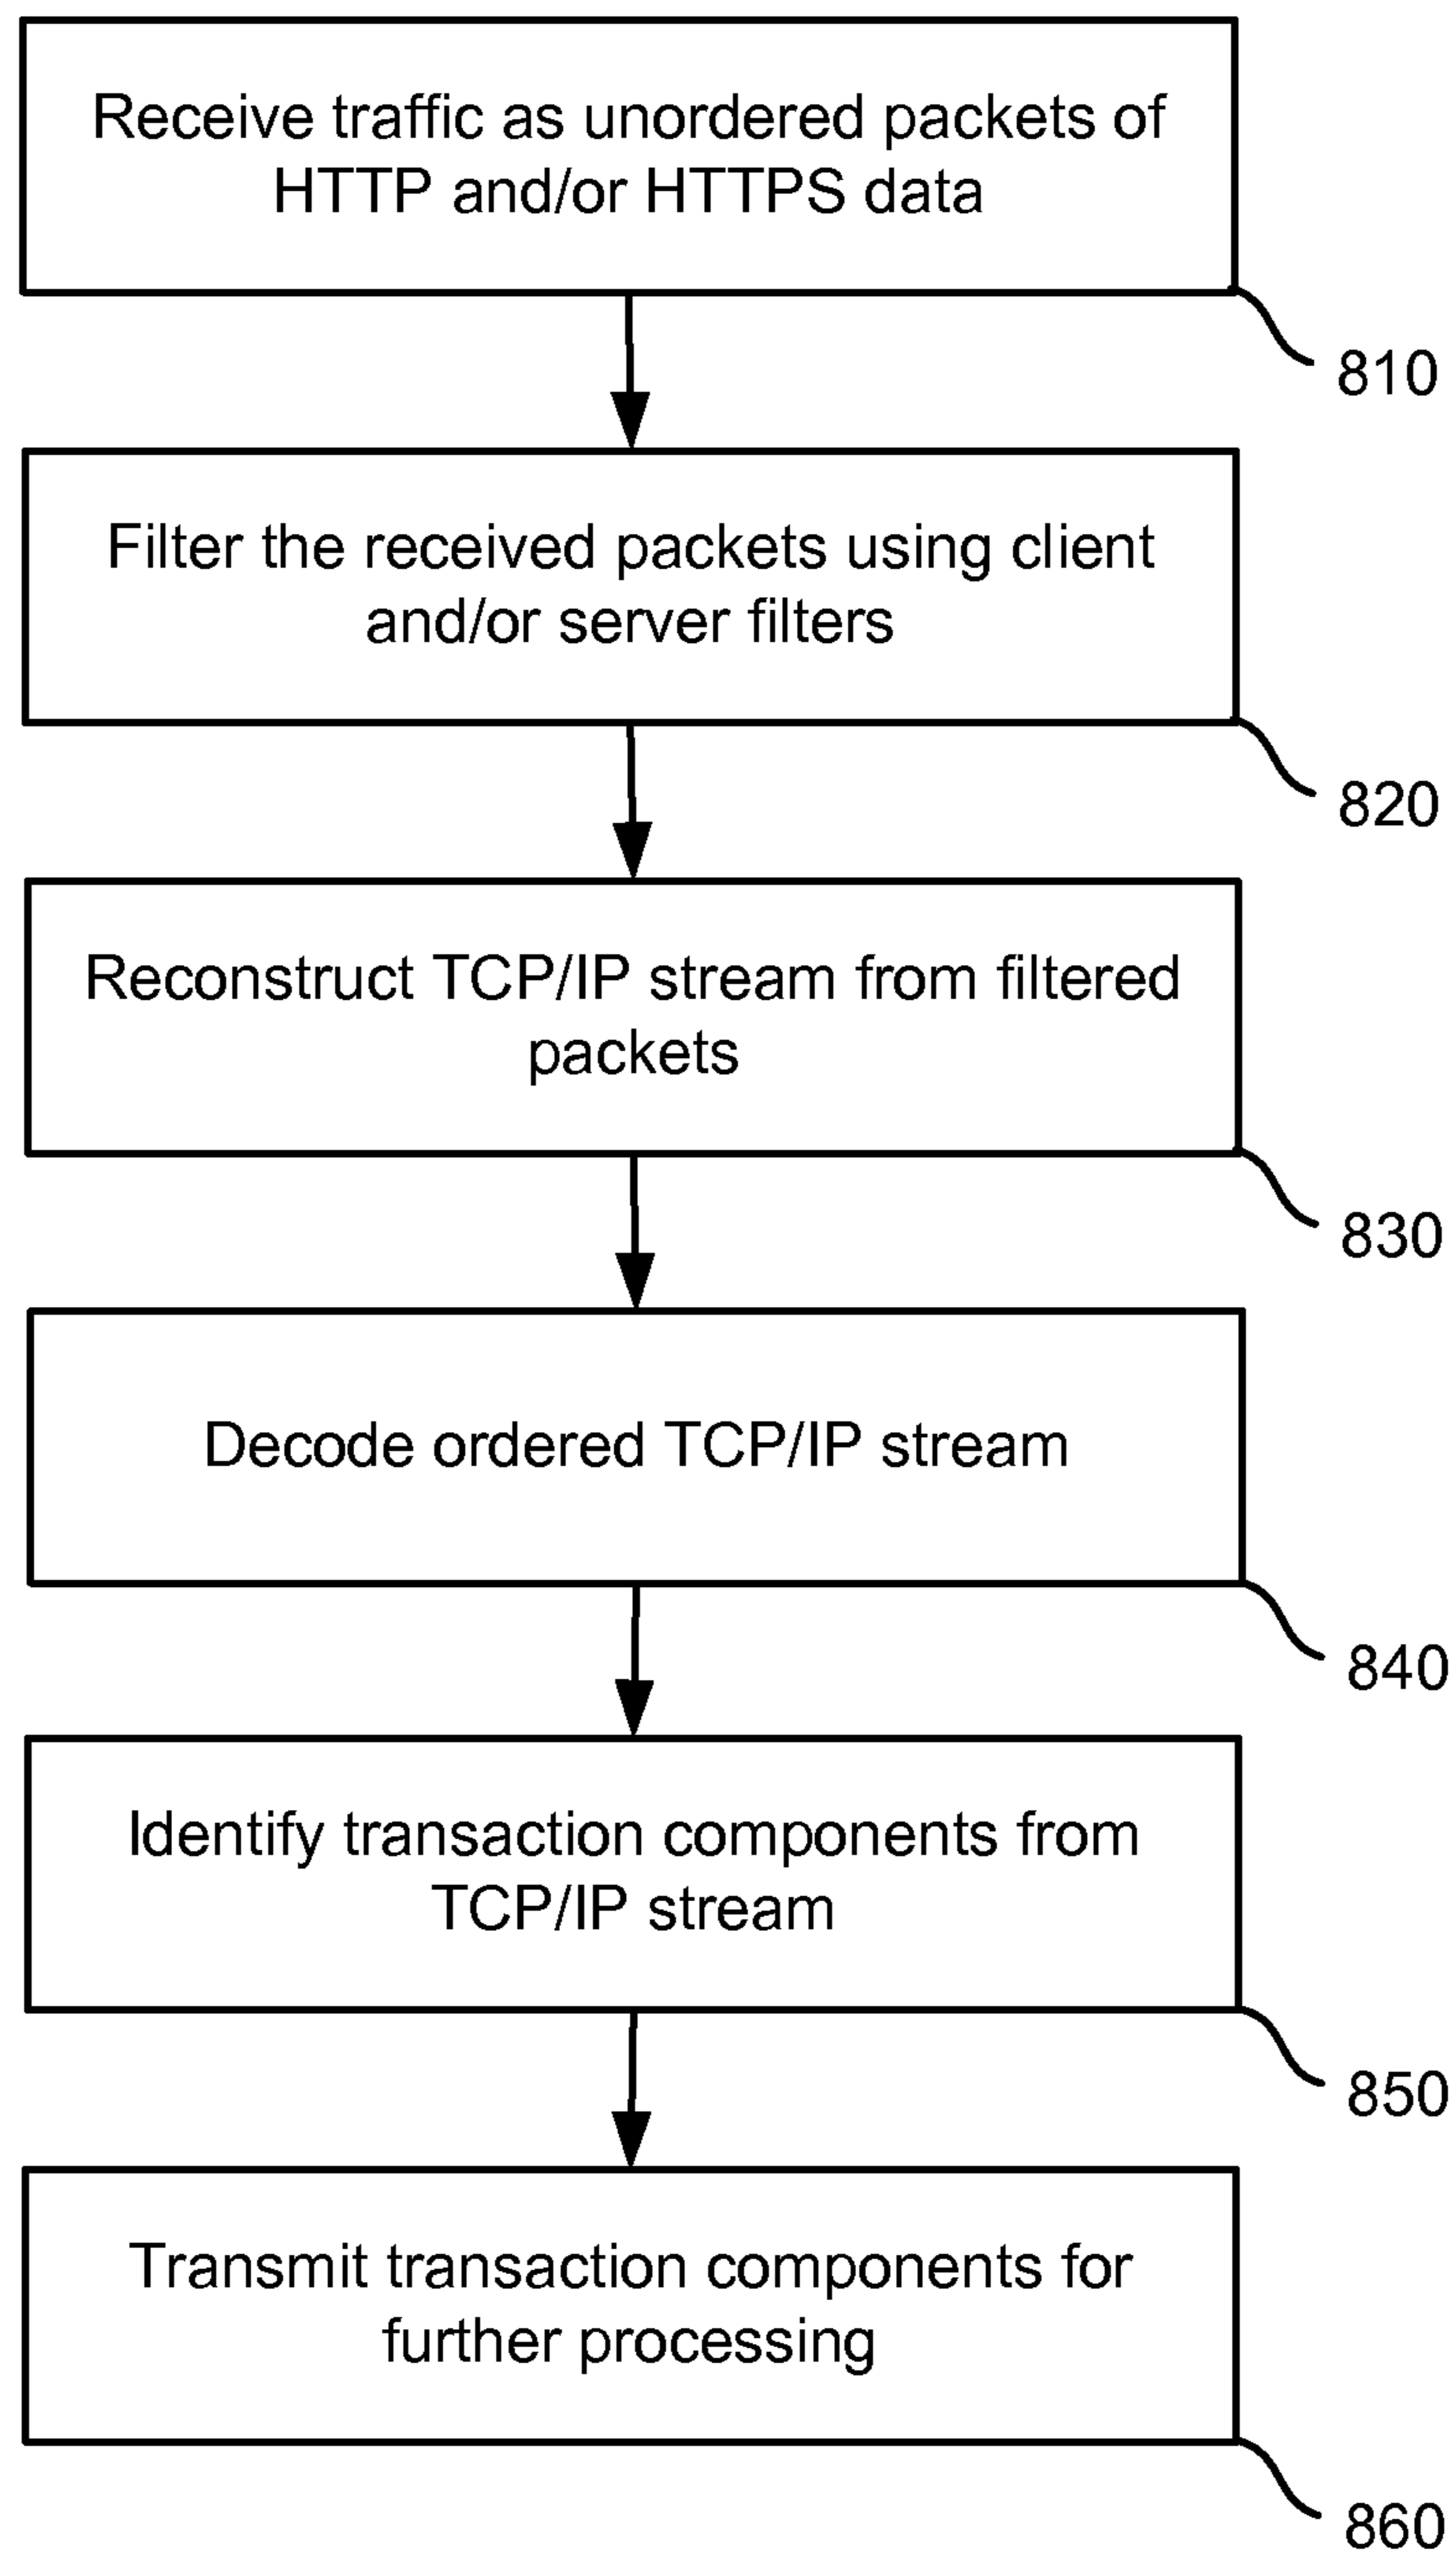 Receive traffic as unordered packets of
HTTP and/or HTTPS data
810
Filter the received packets using client
and/or server filters
820
Reconstruct TCP/IP stream from filtered
packets
830
Decode ordered TCP/IP stream
840
Identify transaction components from
TCP/IP stream
850
Transmit transaction components for
further processing
860